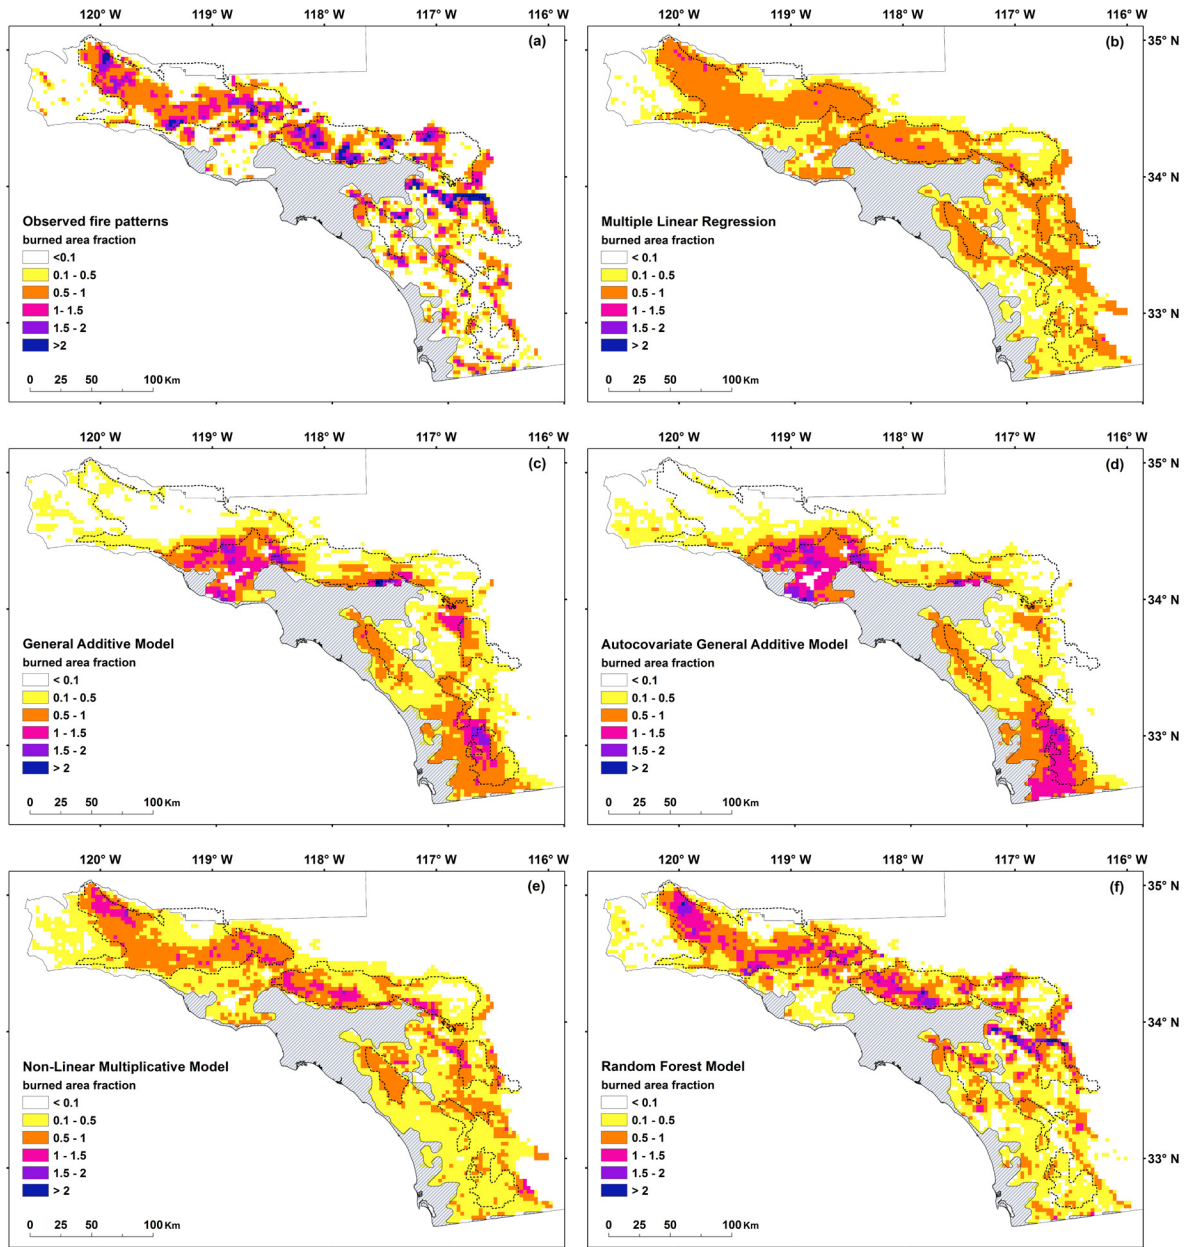 120° W 119° W 118° W 117° W 116° W
(a)
Observed fire patterns
burned area fraction
<0.1
0.1 - 0.5
0.5 - 1
1 - 1.5
1.5 - 2
>2
0 25 50 100 Km
120° W 119° W 118° W 117° W 116° W
(b)
35° N
34° N
33° N
Multiple Linear Regression
burned area fraction
<0.1
0.1 - 0.5
0.5 - 1
1 - 1.5
1.5 - 2
>2
0 25 50 100 Km
120° W 119° W 118° W 117° W 116° W
(c)
General Additive Model
burned area fraction
< 0.1
0.1 - 0.5
0.5 - 1
1 - 1.5
1.5 - 2
> 2
0 25 50 100 Km
120° W 119° W 118° W 117° W 116° W
(d)
35° N
34° N
33° N
Autocovariate General Additive Model
burned area fraction
< 0.1
0.1 - 0.5
0.5 - 1
1 - 1.5
1.5 - 2
> 2
0 25 50 100 Km
120° W 119° W 118° W 117° W 116° W
(e)
Non-Linear Multiplicative Model
burned area fraction
< 0.1
0.1 - 0.5
0.5 - 1
1 - 1.5
1.5 - 2
> 2
0 25 50 100 Km
120° W 119° W 118° W 117° W 116° W
(f)
35° N
34° N
33° N
Random Forest Model
burned area fraction
< 0.1
0.1 - 0.5
0.5 - 1
1 - 1.5
1.5 - 2
> 2
0 25 50 100 Km